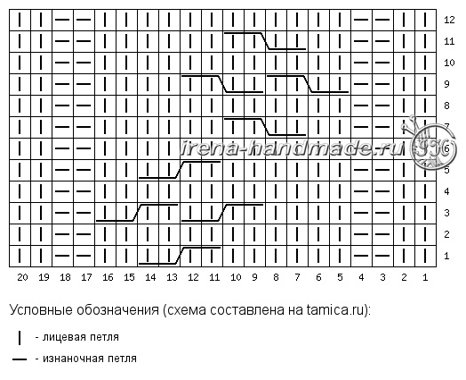 12
11
10
9
8
7
irena-handmade.ru
6
5
4
3
2
1
20 19 18 17 16 15 14 13 12 11 10 9 8 7 6 5 4 3 2 1
Условные обозначения (схема составлена на tamica.ru):
- лицевая петля
- изнаночная петля